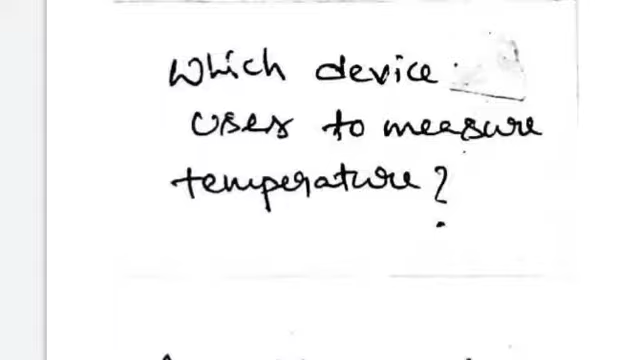 Which device
uses to measure
temperature?